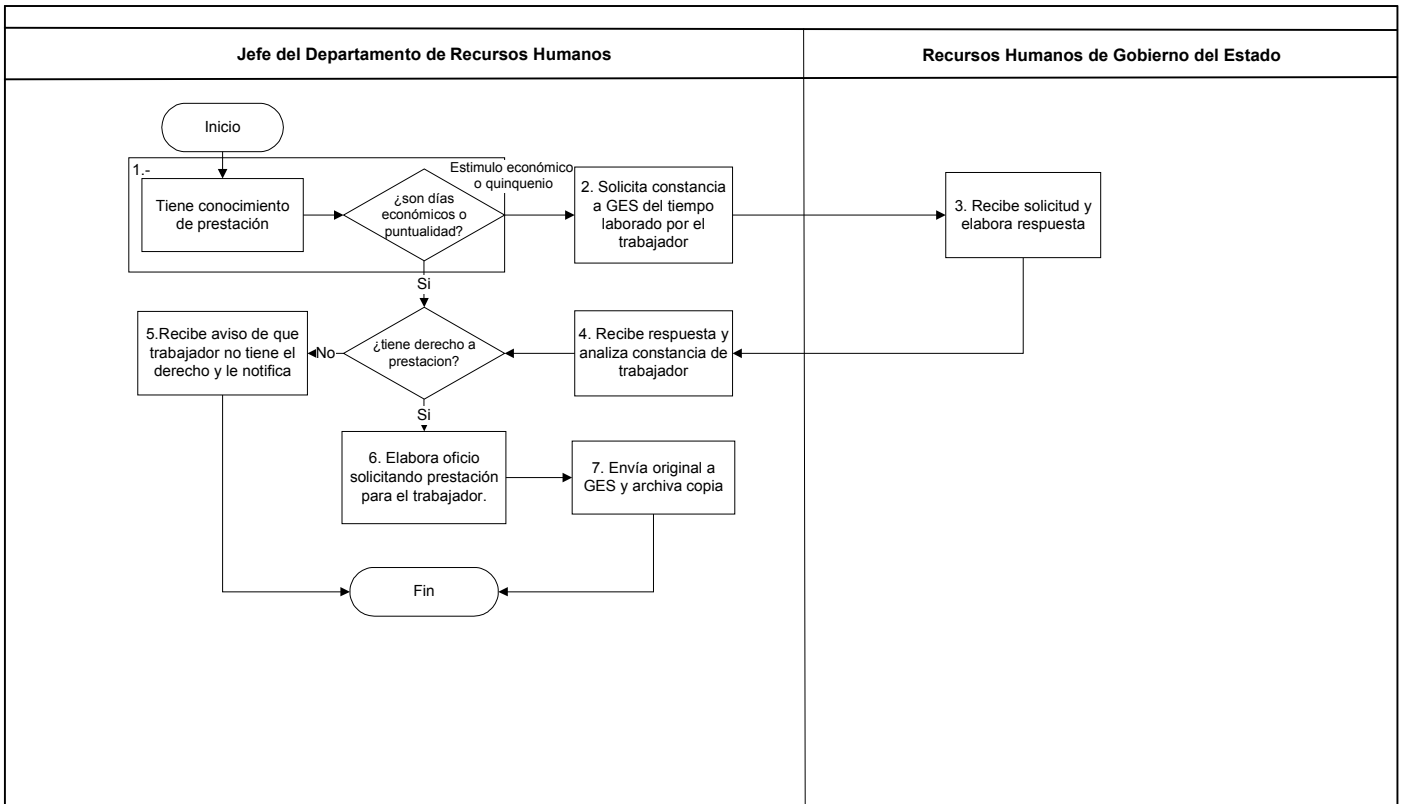 Jefe del Departamento de Recursos Humanos
Recursos Humanos de Gobierno del Estado
Inicio
1.-
Tiene conocimiento
de prestación
¿son días
económicos o
puntualidad?
Estimulo económico
o quinquenio
2. Solicita constancia
a GES del tiempo
laborado por el
trabajador
3. Recibe solicitud y
elabora respuesta
Si
5.Recibe aviso de que
trabajador no tiene el
derecho y le notifica
No
¿tiene derecho a
prestacion?
4. Recibe respuesta y
analiza constancia de
trabajador
Si
6. Elabora oficio
solicitando prestación
para el trabajador.
7. Envía original a
GES y archiva copia
Fin